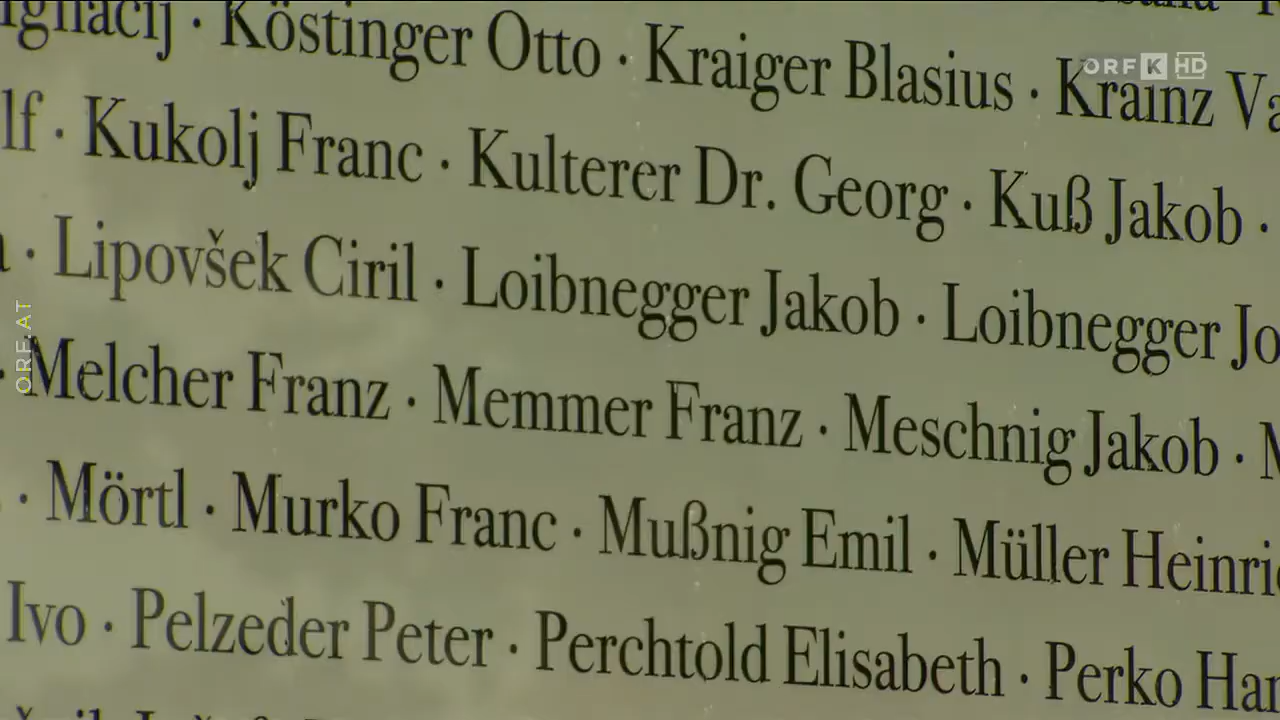 · Köstinger Otto · Kraiger Blasius · Krainz
ORF K HD
· Kukolj Franc · Kulterer Dr. Georg · Kuß Jakob ·
· Lipovšek Ciril · Loibnegger Jakob · Loibnegger
ORF.AT
· Melcher Franz · Memmer Franz · Meschnig Jakob ·
· Mörtl · Murko Franc · Mußnig Emil · Müller
Ivo · Pelzeder Peter · Perchtold Elisabeth · Perko